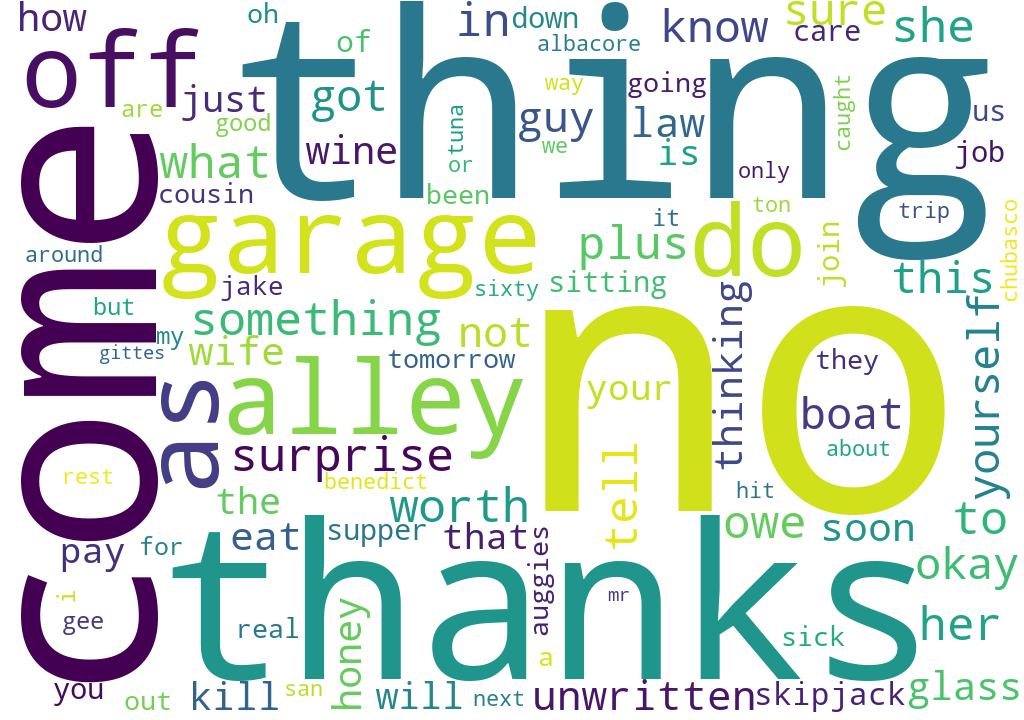 how
oh
in
down
sure
she
off
thing
of
albacore
know
care
are
just
got
way
going
caught
us
good
tuna
guy
law
what
wine
or
we
is
only
job
come
cousin
been
it
ton
trip
chubasco
garage
plus
do
join
around
jake
sixty
sitting
this
but
something
not
no
thinking
yourself
my
gittes
wife
tomorrow
they
as
alley
your
boat
surprise
about
rest
benedict
tell
hit
the
worth
owe
soon
to
pay
for
eat
supper
that
auggies
okay
thanks
i
gee
mr
real
honey
a
sick
her
you
out
kill
san
will
next
unwritten
skipjack
glass